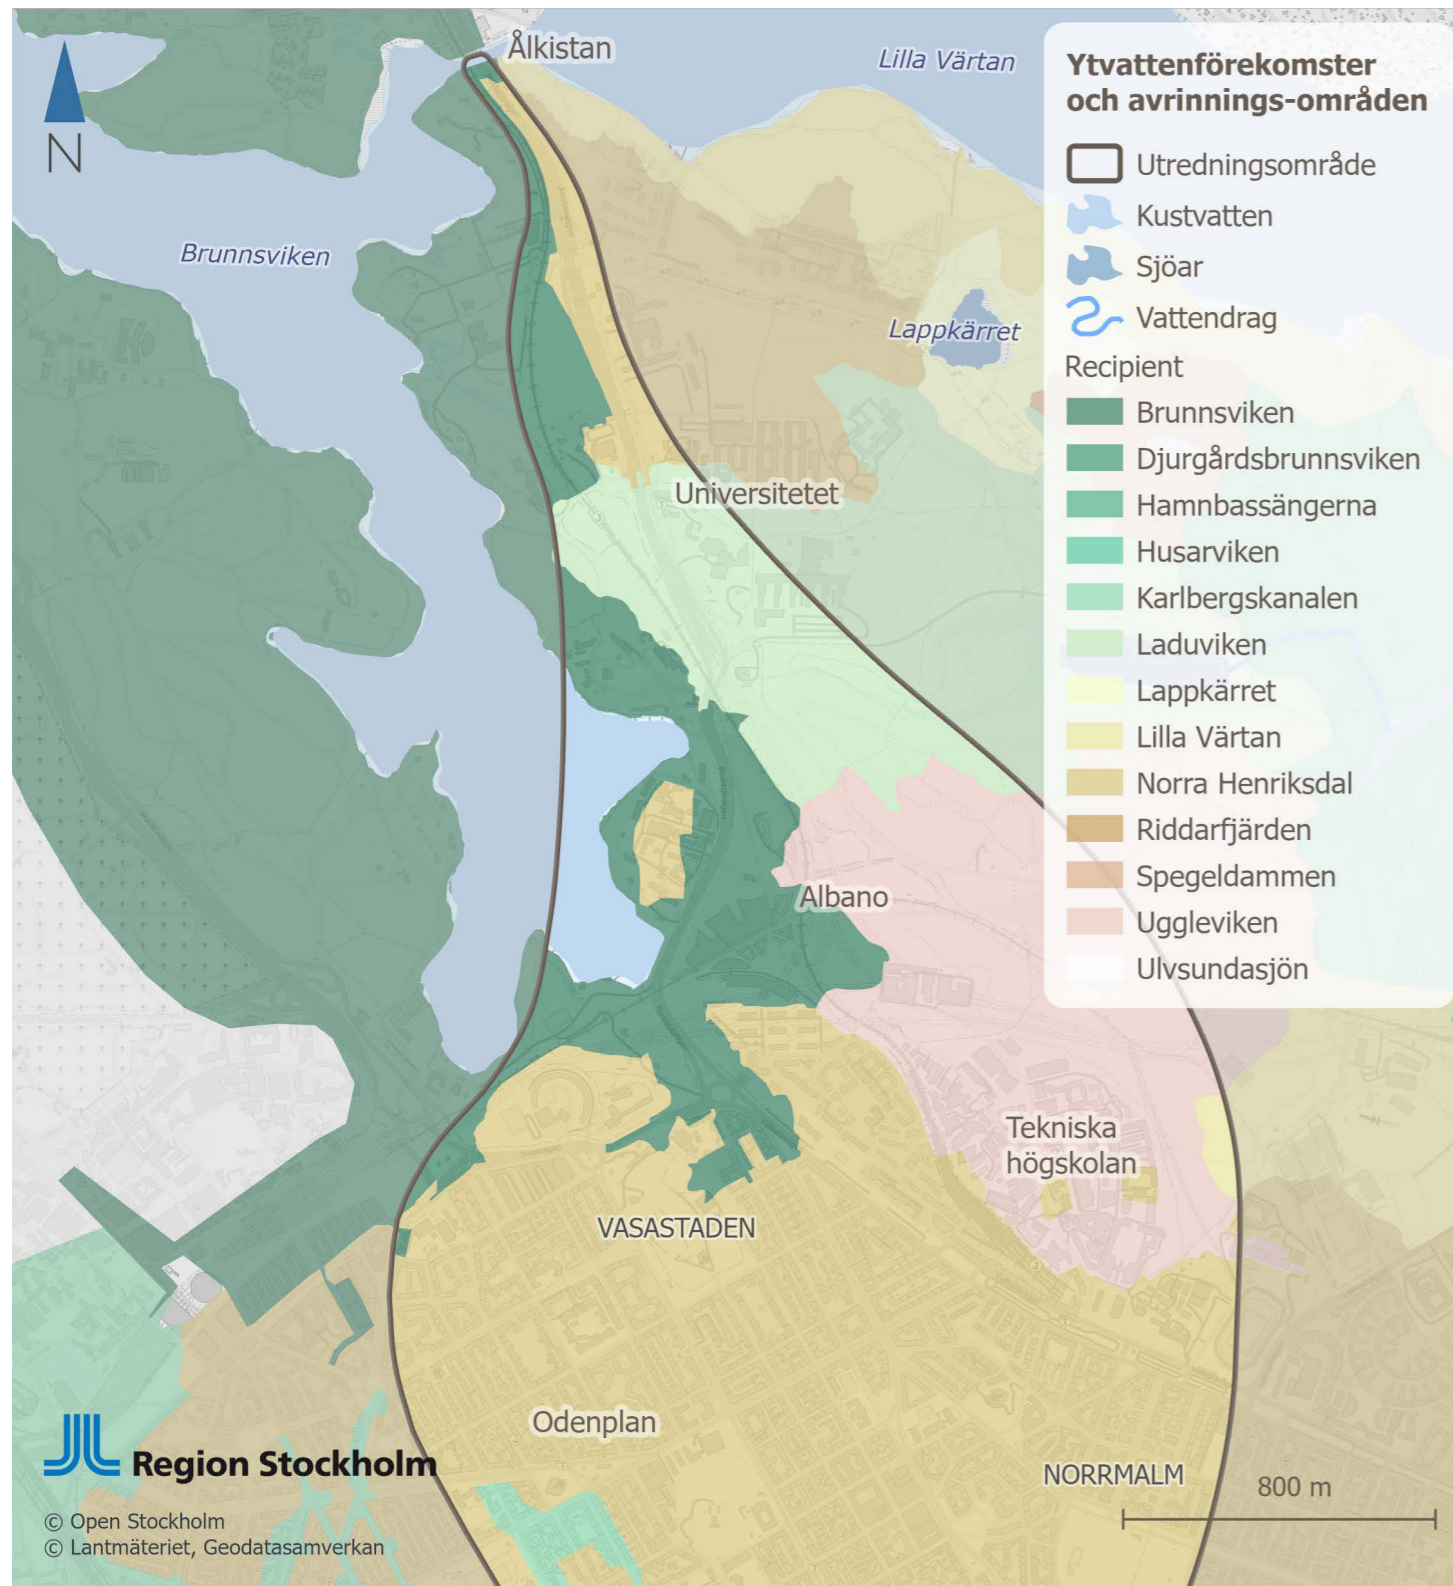 Ålkistan
Lilla Värtan
N
Brunnsviken
Lappkärret
Universitetet
Albano
Tekniska
högskolan
VASASTADEN
Odenplan
NORRMALM
800 m
Ytvattenförekomster
och avrinnings-områden
Utredningsområde
Kustvatten
Sjöar
Vattendrag
Recipient
Brunnsviken
Djurgårdsbrunnsviken
Hamnbassängerna
Husarviken
Karlbergskanalen
Laduviken
Lappkärret
Lilla Värtan
Norra Henriksdal
Riddarfjärden
Spegeldammen
Uggleviken
Ulvsundasjön
Region Stockholm
© Open Stockholm
© Lantmäteriet, Geodatasamverkan